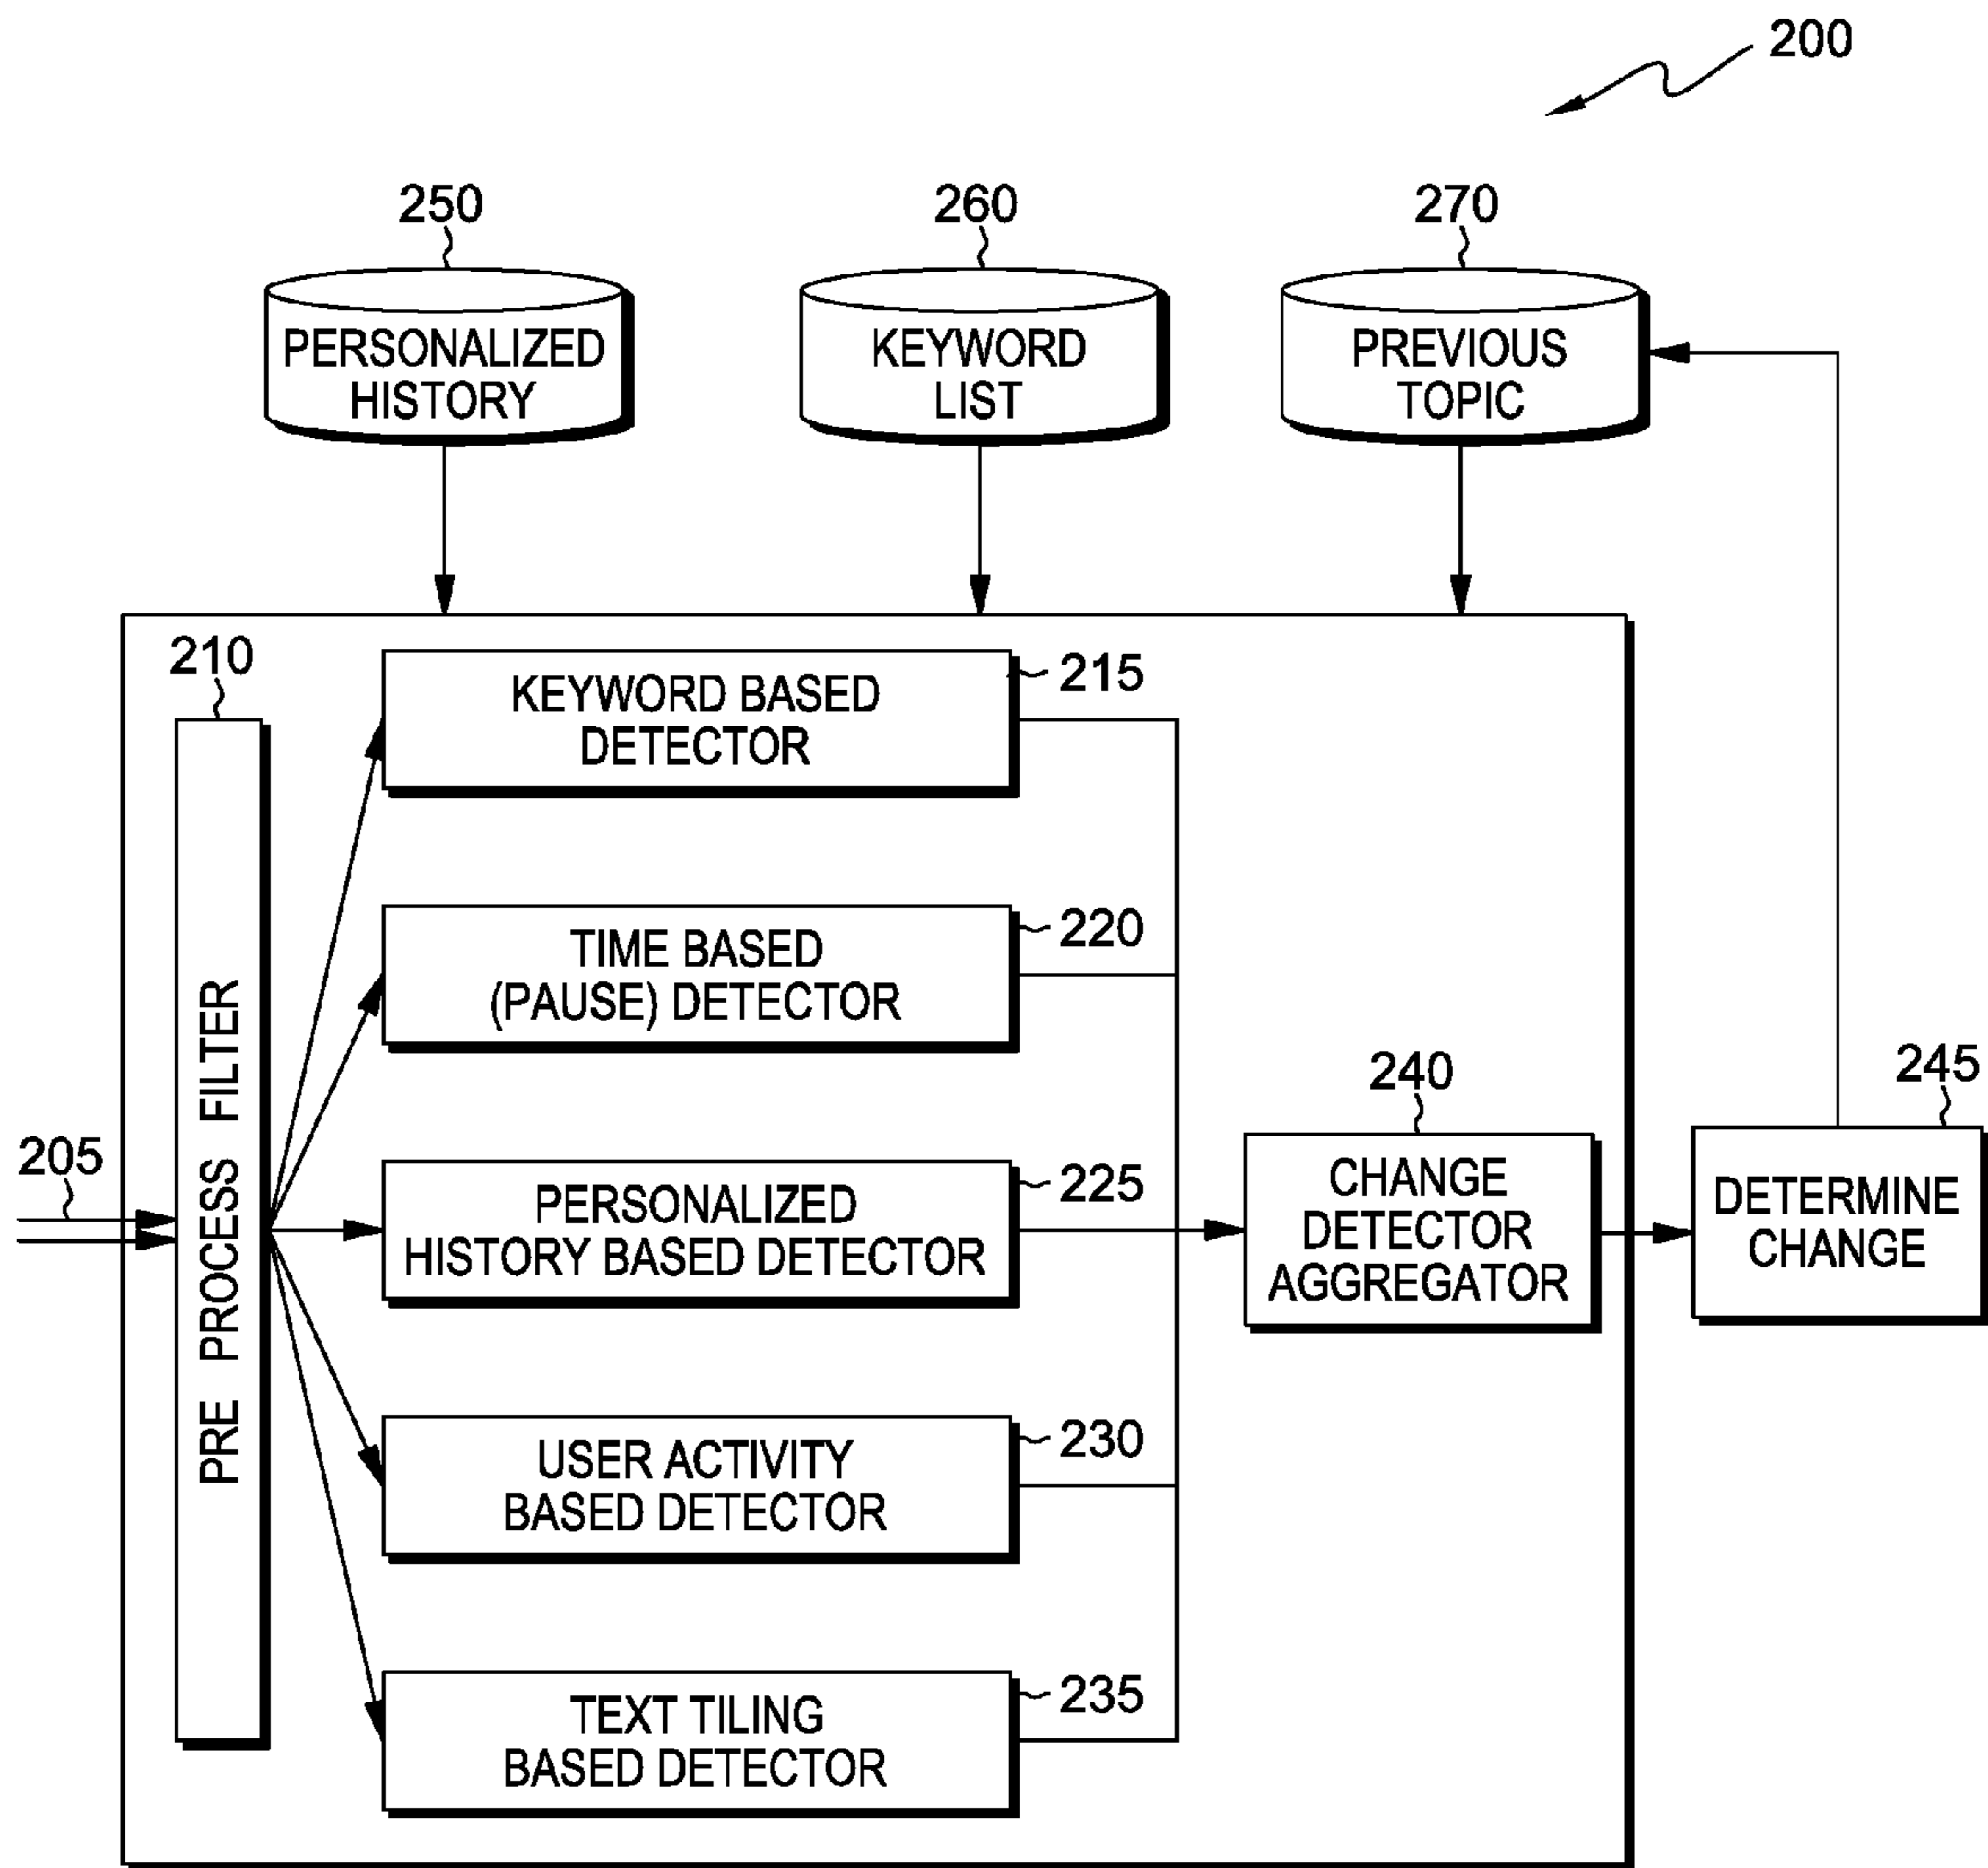 200
250
260
270
PERSONALIZED
HISTORY
KEYWORD
LIST
PREVIOUS
TOPIC
210
205
PRE PROCESS FILTER
215
KEYWORD BASED
DETECTOR
220
TIME BASED
(PAUSE) DETECTOR
225
PERSONALIZED
HISTORY BASED DETECTOR
230
USER ACTIVITY
BASED DETECTOR
235
TEXT TILING
BASED DETECTOR
240
CHANGE
DETECTOR
AGGREGATOR
245
DETERMINE
CHANGE